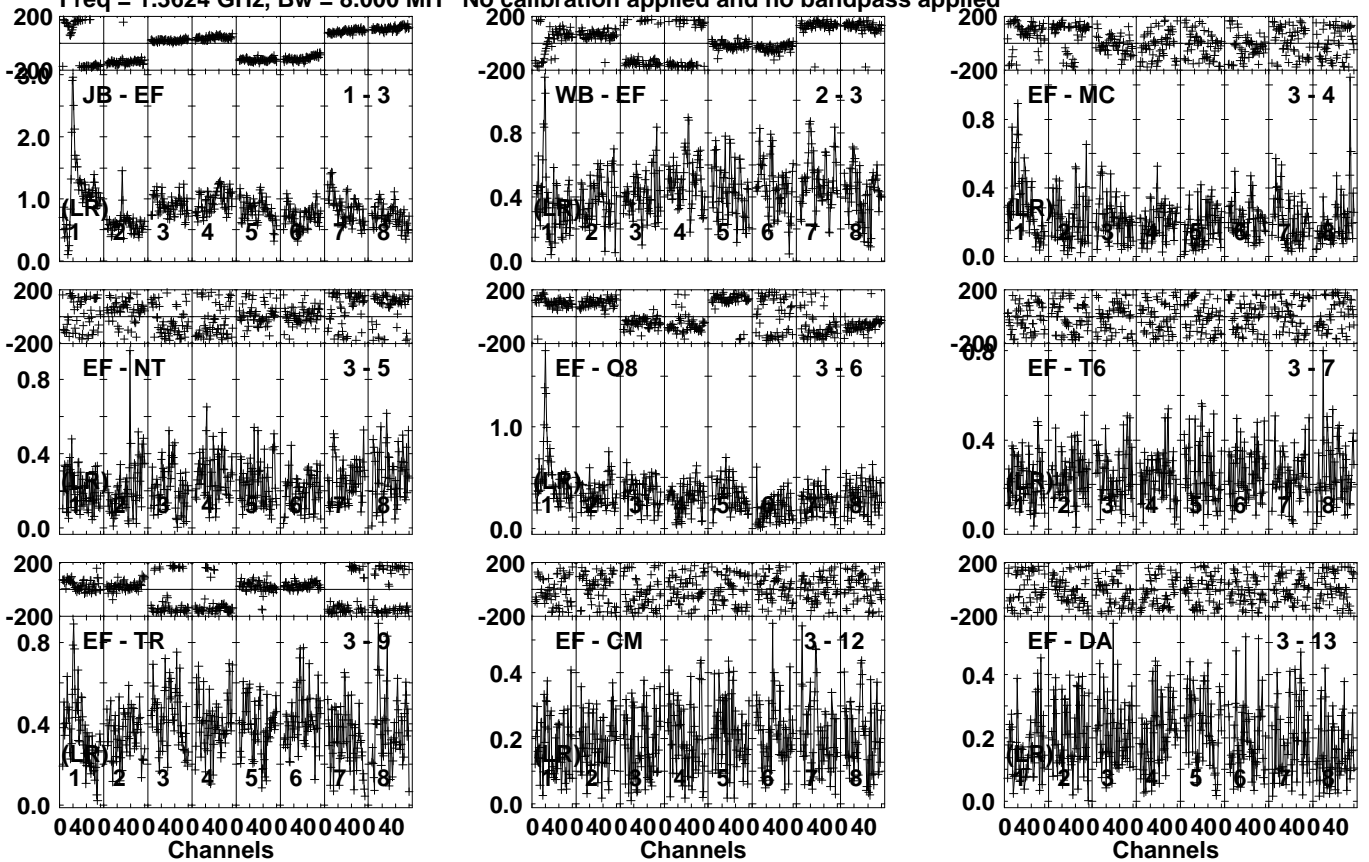 Freq = 1.3624 GHz, Bw = 8.000 MH No calibration applied and no bandpass applied
200 200 200
-200 -200 -200
3.0
JB - EF 1 - 3 WB - EF 2 - 3 EF - MC 3 - 4
2.0 0.8 0.8
1.0 0.4 0.4
(LR) (LR) (LR)
1 2 3 4 5 6 7 8 1 2 3 4 5 6 7 8 1 2 3 4 5 6 7 8
0.0 0.0 0.0
200 200 200
-200 -200 -200
0.8
EF - NT 3 - 5 EF - O8 3 - 6 EF - T6 3 - 7
0.8 1.0
0.4 0.4
(LR) (LR) (LR)
1 2 3 4 5 6 7 8 1 2 3 4 5 6 7 8 1 2 3 4 5 6 7 8
0.0 0.0 0.0
200 200 200
-200 -200 -200
EF - TR 3 - 9 EF - CM 3 - 12 EF - DA 3 - 13
0.8 0.4 0.4
0.4 0.2 0.2
(LR) (LR) (LR)
1 2 3 4 5 6 7 8 1 2 3 4 5 6 7 8 1 2 3 4 5 6 7 8
0.0 0.0 0.0
0 40 0 40 0 40 0 40 0 40 0 40 0 40 0 40 0 40 0 40 0 40 0 40 0 40 0 40 0 40 0 40 0 40 0 40 0 40 0 40 0 40 0 40 0 40 0 40
Channels Channels Channels